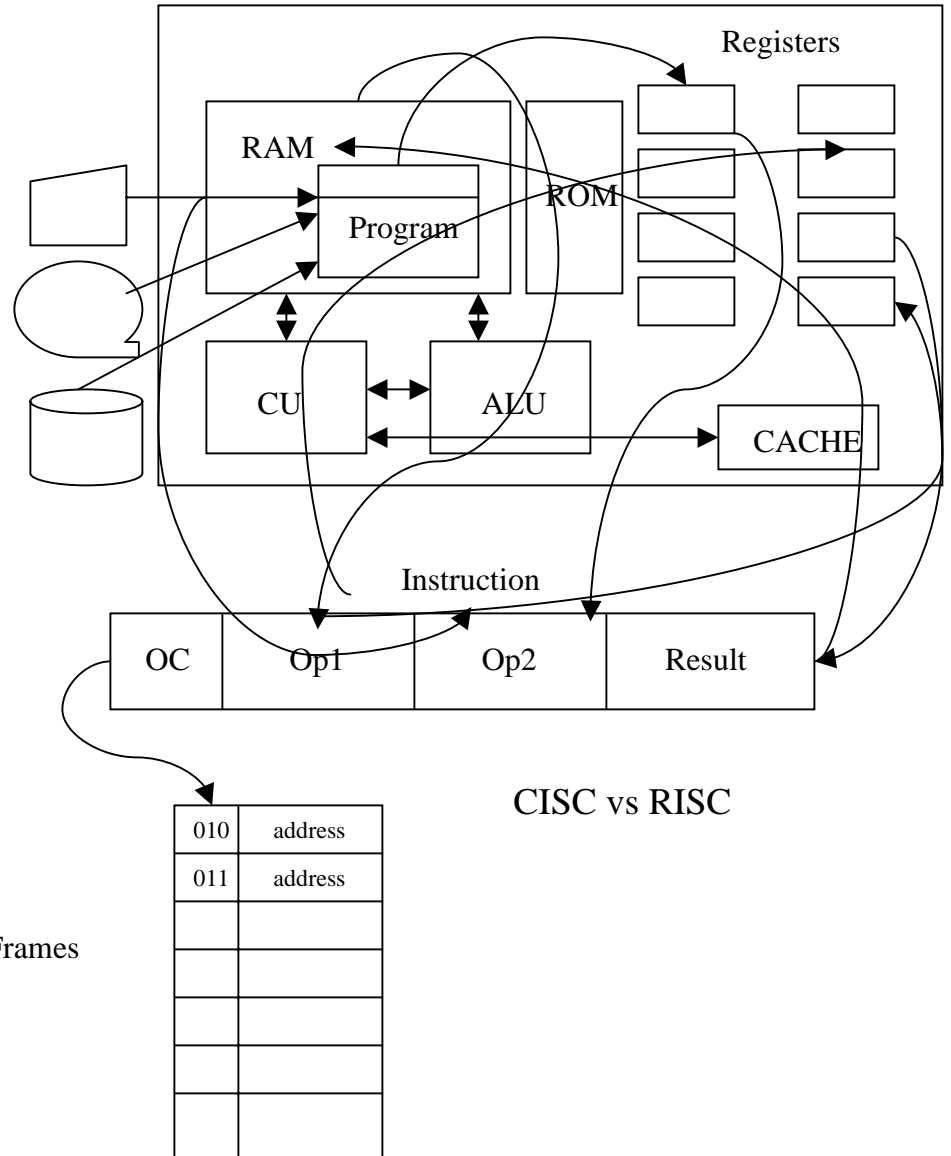 Registers
RAM
ROM
Program
CU
ALU
CACHE
Instruction
OC Op1 Op2 Result
CISC vs RISC
010 address
011 address
Frames